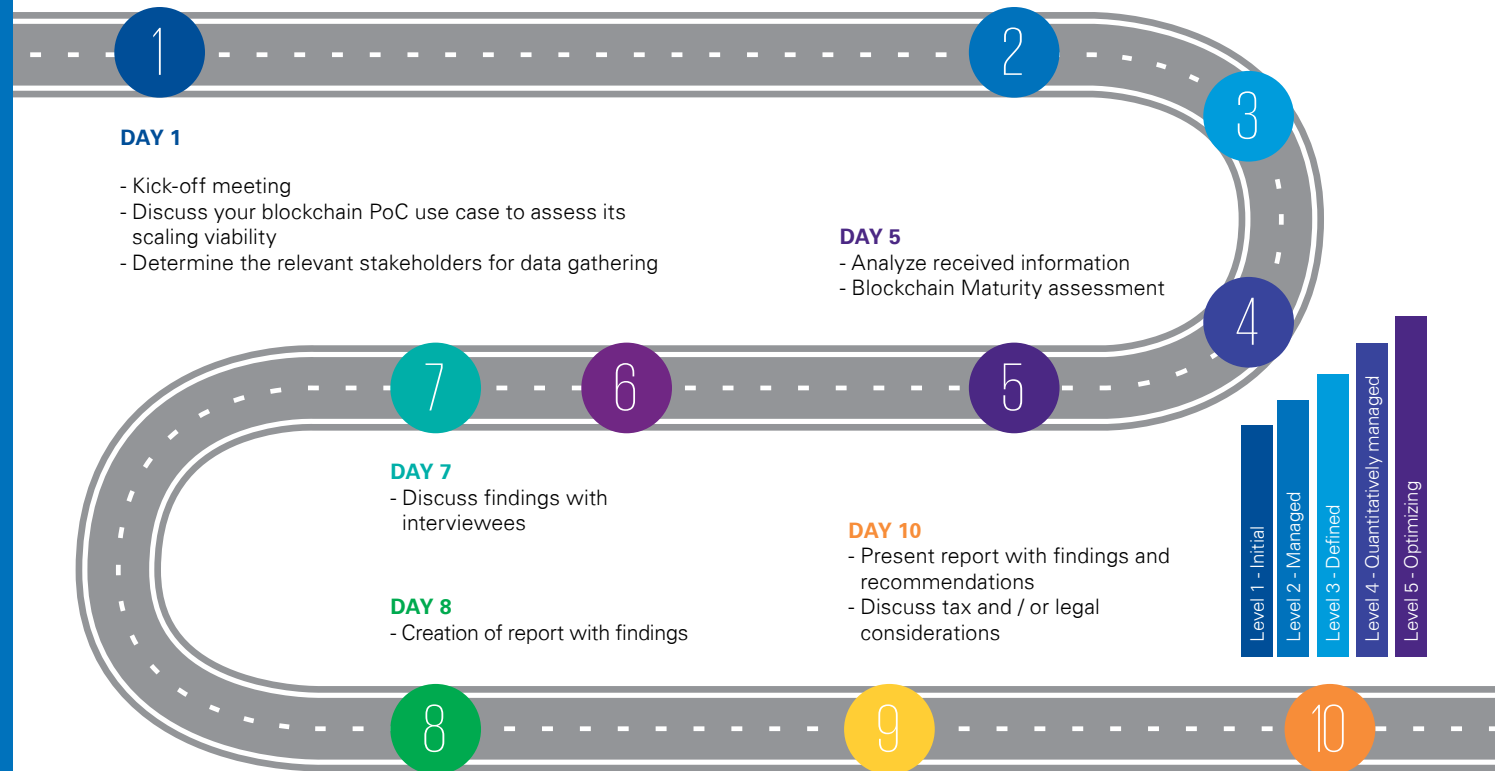 1
2
3
DAY 1
- Kick-off meeting
- Discuss your blockchain PoC use case to assess its
scaling viability
- Determine the relevant stakeholders for data gathering
DAY 5
- Analyze received information
- Blockchain Maturity assessment
4
7
6
5
DAY 7
- Discuss findings with
interviewees
DAY 8
- Creation of report with findings
DAY 10
- Present report with findings and
recommendations
- Discuss tax and / or legal
considerations
Level 1 - Initial
Level 2 - Managed
Level 3 - Defined
Level 4 - Quantitatively managed
Level 5 - Optimizing
8
9
10